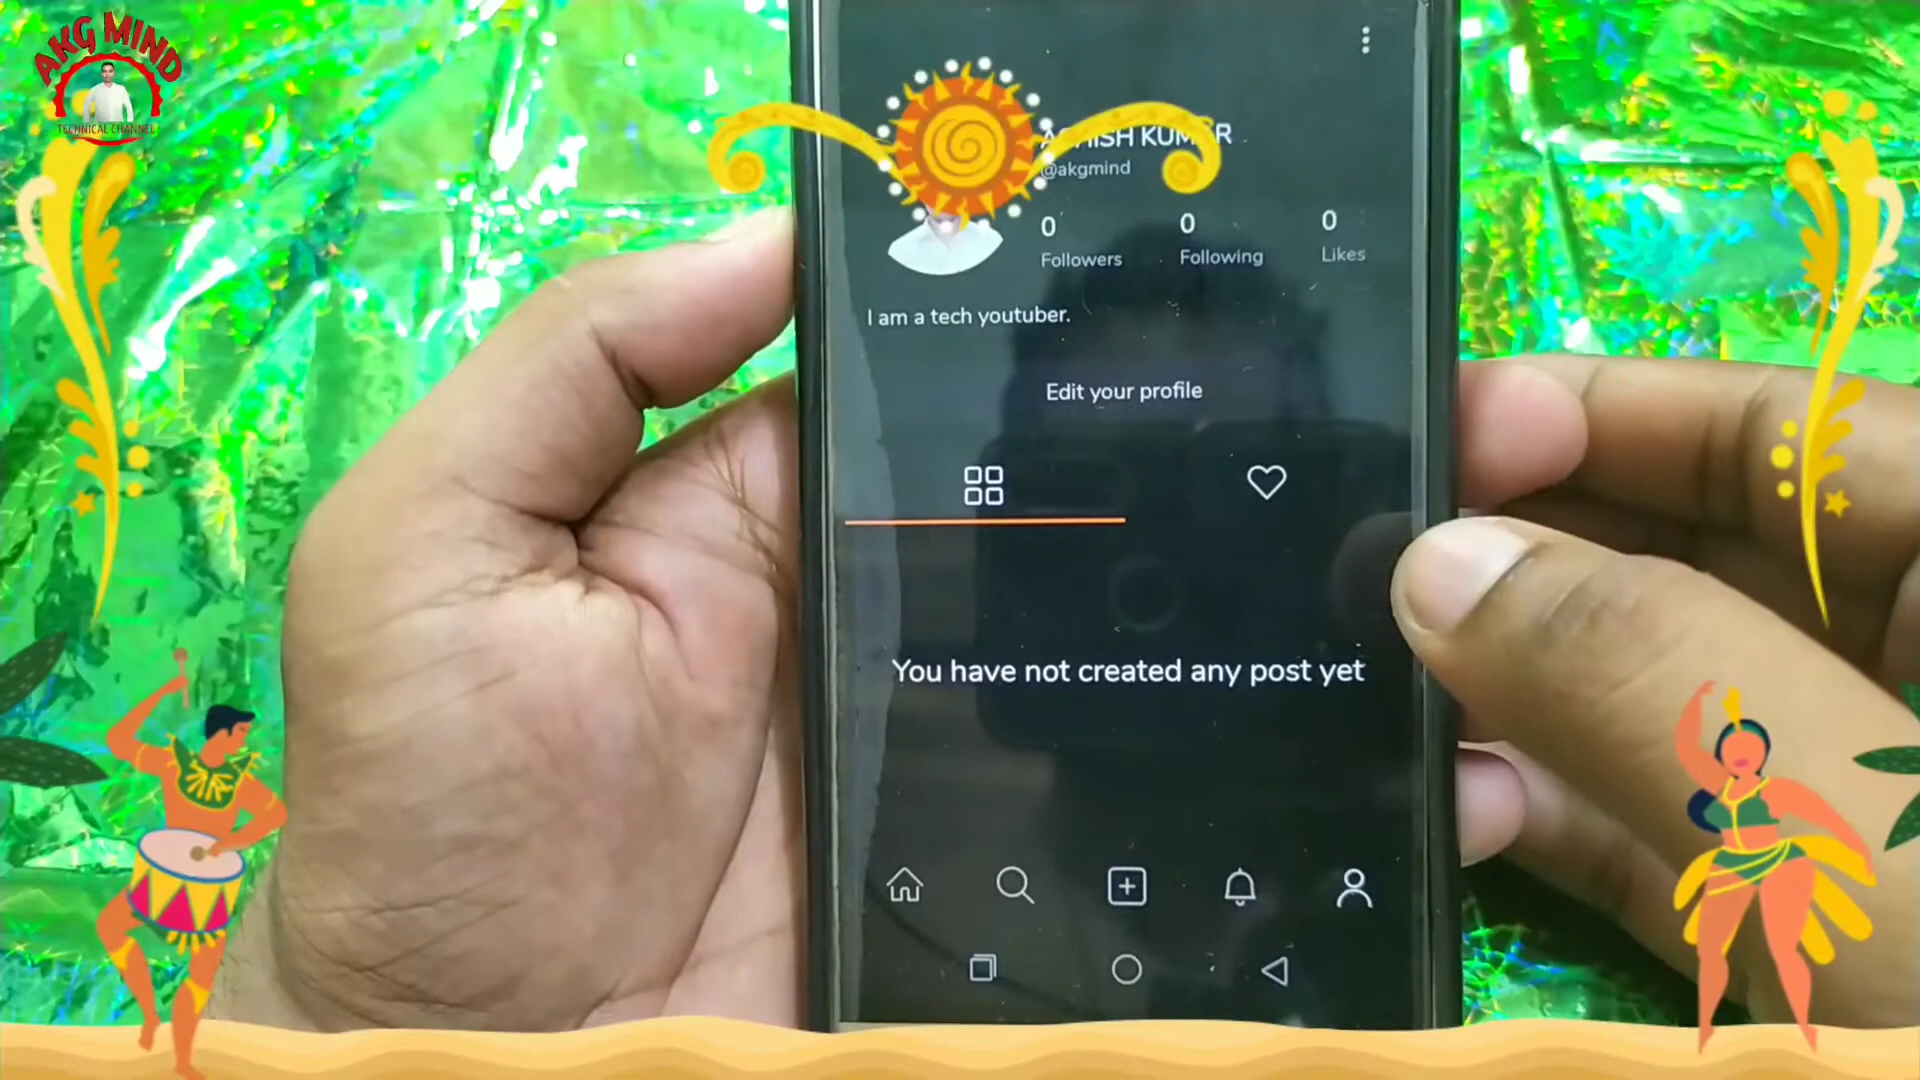 AKG MIND
TECHNICAL CHANNEL
ASHISH KUMAR
@akgmind
0 0 0
Followers Following Likes
I am a tech youtuber.
Edit your profile
You have not created any post yet